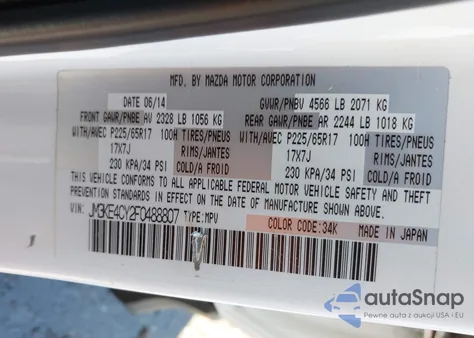 MFD. BY MAZDA MOTOR CORPORATION
DATE 06/14 GVWR/PNBV 4566 LB 2071 KG
FRONT GAWR/PNBE AV 2328 LB 1056 KG REAR GAWR/PNBE AR 2244 LB 1018 KG
WITH/AVEC P225/65R17 100H TIRES/PNEUS WITH/AVEC P225/65R17 100H TIRES/PNEUS
17X7J RIMS/JANTES 17X7J RIMS/JANTES
230 KPA/34 PSI COLD/A FROID 230 KPA/34 PSI COLD/A FROID
THIS VEHICLE CONFORMS TO ALL APPLICABLE FEDERAL MOTOR VEHICLE SAFETY AND THEFT
PREVENTION STANDARDS IN EFFECT ON THE DATE OF MANUFACTURE SHOWN ABOVE.
VIN: JM3KE4CY2F0488807 TYPE:MPV COLOR CODE:34K MADE IN JAPAN
autoSnap
Pewne auta z aukcji USA i EU